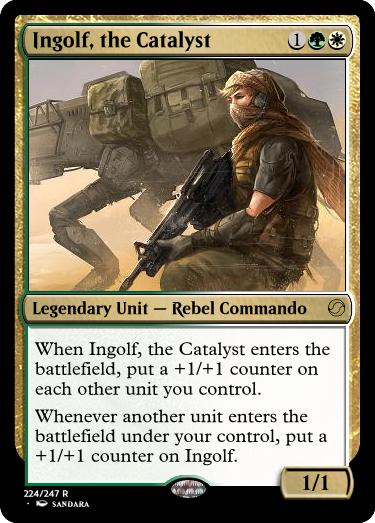 Ingolf, the Catalyst 1
Legendary Unit — Rebel Commando
When Ingolf, the Catalyst enters the
battlefield, put a +1/+1 counter on
each other unit you control.
Whenever another unit enters the
battlefield under your control, put a
+1/+1 counter on Ingolf.
1/1
224/247 R
· SANDARA